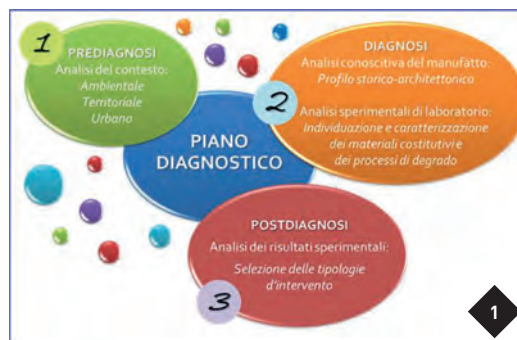 1
PREDIAGNOSI
Analisi del contesto:
Ambientale
Territoriale
Urbano
PIANO
DIAGNOSTICO
2
DIAGNOSI
Analisi conoscitiva del manufatto:
Profilo storico-architettonico
Analisi sperimentali di laboratorio:
Individuazione e caratterizzazione
dei materiali costitutivi e
dei processi di degrado
POSTDIAGNOSI
Analisi dei risultati sperimentali:
Selezione delle tipologie
d'intervento
3
1